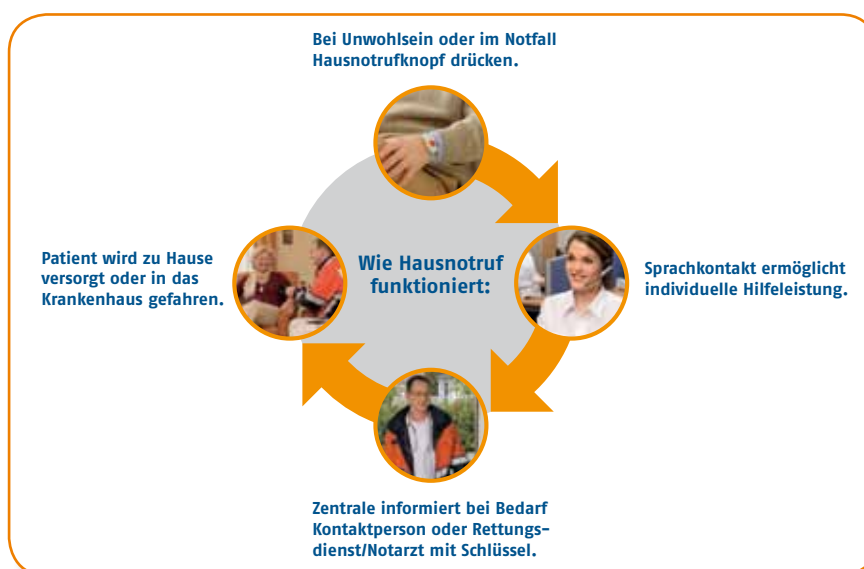 Bei Unwohlsein oder im Notfall
Hausnotrufknopf drücken.
Wie Hausnotruf
funktioniert:
Sprachkontakt ermöglicht
individuelle Hilfeleistung.
Zentrale informiert bei Bedarf
Kontaktperson oder Rettungs-
dienst/Notarzt mit Schlüssel.
Patient wird zu Hause
versorgt oder in das
Krankenhaus gefahren.